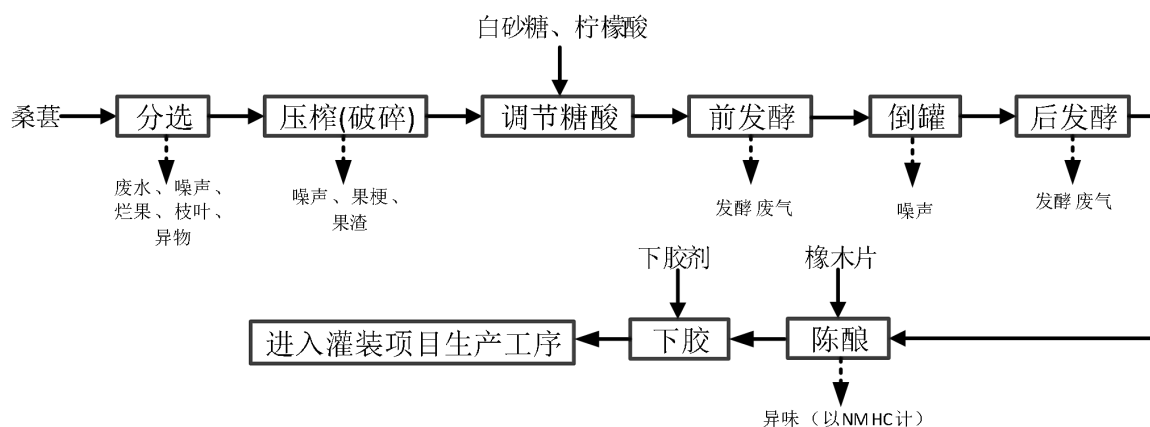 白砂糖、柠檬酸
桑葚
分选
压榨(破碎)
调节糖酸
前发酵
倒罐
后发酵
废水、噪声、
烂果、枝叶、
异物
噪声、果梗、
果渣
发酵废气
噪声
发酵废气
下胶剂
橡木片
进入灌装项目生产工序
下胶
陈酿
异味（以NMHC计）